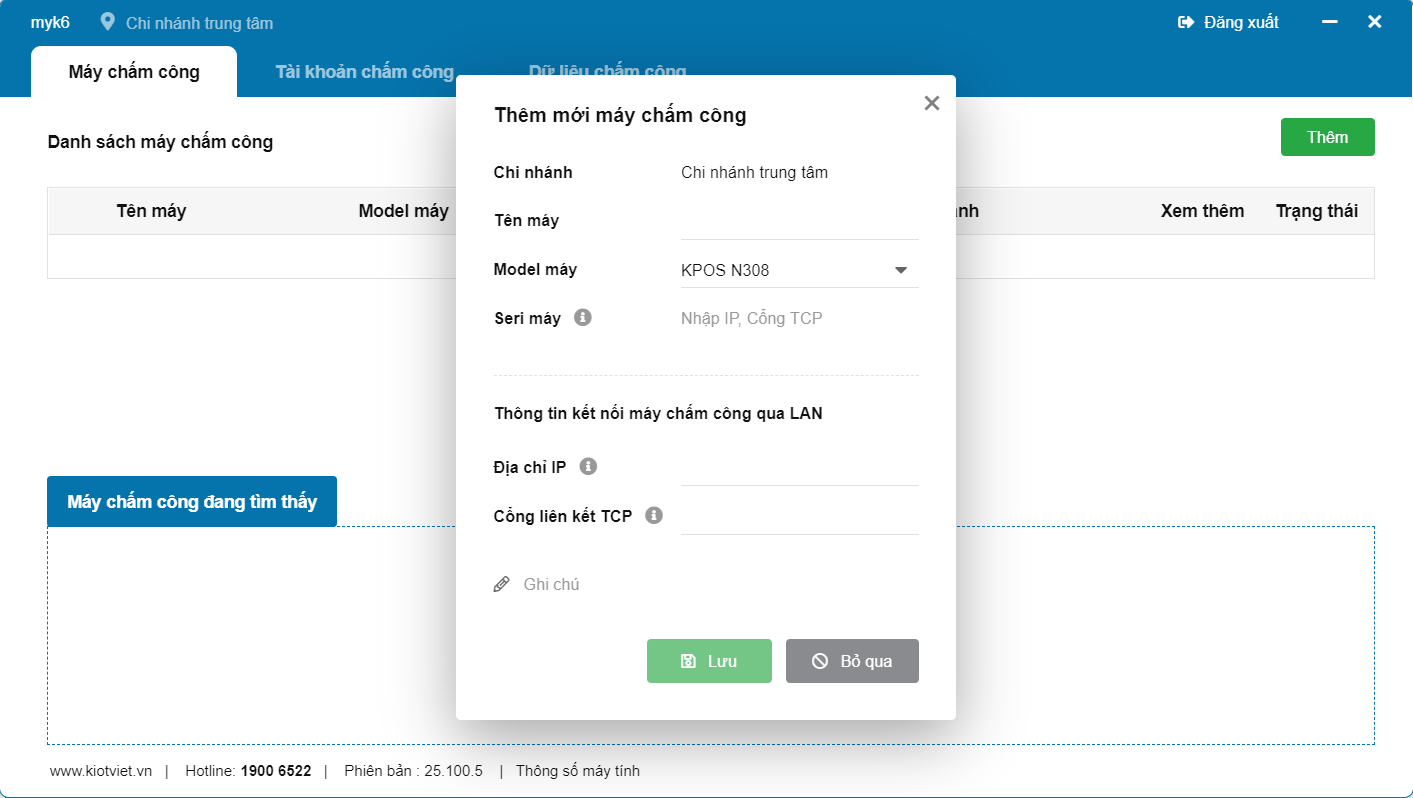 myk6 Chi nhánh trung tâm Đăng xuất
Máy chấm công Tài khoản chấm công Dữ liệu chấm công
Thêm mới máy chấm công
Danh sách máy chấm công Thêm
Chi nhánh Chi nhánh trung tâm
Tên máy Model máy Xem thêm Trạng thái
Tên máy
Model máy KPOS N308
Seri máy Nhập IP, Cổng TCP
Thông tin kết nối máy chấm công qua LAN
Địa chỉ IP
Máy chấm công đang tìm thấy
Cổng liên kết TCP
Ghi chú
Lưu Bỏ qua
www.kiotviet.vn | Hotline: 1900 6522 | Phiên bản : 25.100.5 | Thông số máy tính